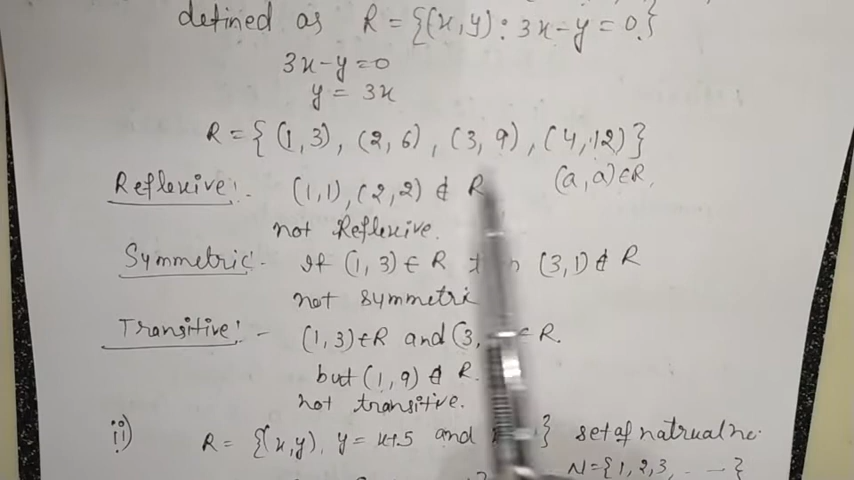 defined as R = {(x,y) : 3x-y=0.}
3x-y=0
y = 3x
R = { (1,3), (2,6), (3,9), (4,12)}
Reflexive:- (1,1), (2,2) ∉ R (a,a)∈R,
not Reflexive.
Symmetric - If (1,3) ∈ R (3,1) ∉ R
not symmetric
Transitive! - (1,3)∈R and (3, ∈ R.
but (1,9) ∉ R.
not transitive.
ii) R = {(x,y), y = x+5 and } set of natrual no.
N={1,2,3, ... }